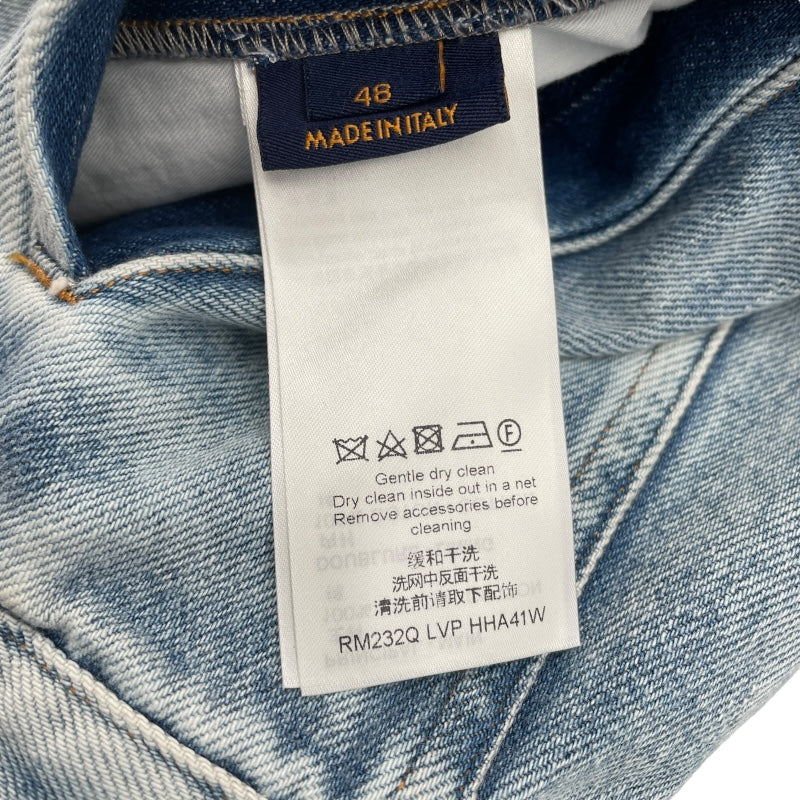 48
MADE IN ITALY
F
Gentle dry clean
Dry clean inside out in a net
Remove accessories before
cleaning
缓和干洗
洗网中反面干洗
清洗前请取下配饰
RM232Q LVP HHA41W